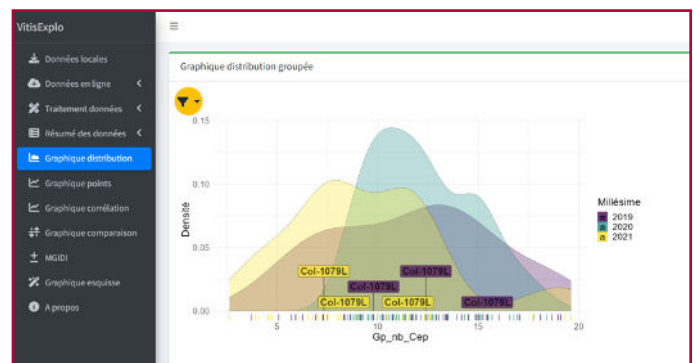 VitisExplo
Données locales
Données en ligne
Traitement données
Résumé des données
Graphique distribution
Graphique points
Graphique corrélation
Graphique comparaison
MGIDI
Graphique esquisse
A propos
Graphique distribution groupée
0.15
0.10
0.05
0.00
Densité
Col-1079L
Col-1079L
Col-1079L
Col-1079L
Col-1079L
Col-1079L
5
10
15
20
Gp_nb_Cep
Millésime
a 2019
a 2020
a 2021